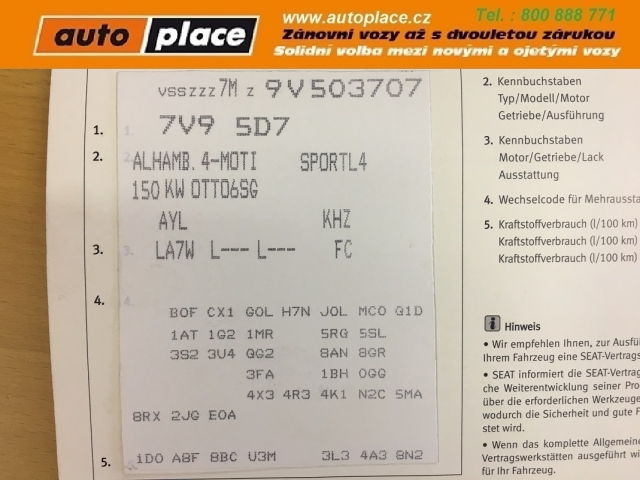 auto place
www.autoplace.cz
Tel. : 800 888 771
Zánovní vozy až s dvouletou zárukou
Solidní volba mezi novými a ojetými vozy
VSSZZZ 7M Z 9V503707
1. 7V9 5D7
2. ALHAMB. 4-MOTI SPORTL4
150 KW OTTO6SG
AYL KHZ
3. LA7W L--- L--- FC
4.
B0F CX1 G0L H7N J0L MC0 Q1D
1AT 1G2 1MR 5RG 5SL
3S2 3U4 QG2 8AN 8GR
3FA 1BH 0GG
4X3 4R3 4K1 N2C 5MA
8RX 2JG E0A
5. 1D0 A8F 8BC U3M 3L3 4A3 8N2
2. Kennbuchstaben
Typ/Modell/Motor
Getriebe/Ausführung
3. Kennbuchstaben
Motor/Getriebe/Lack
Ausstattung
4. Wechselcode für Mehraussta
5. Kraftstoffverbrauch (l/100 km)
Kraftstoffverbrauch (l/100 km)
Kraftstoffverbrauch (l/100 km)
i Hinweis
• Wir empfehlen Ihnen, zur Ausfü
Ihrem Fahrzeug eine SEAT-Vertrags
• SEAT informiert die SEAT-Vertrag
che Weiterentwicklung seiner Pro
über die erforderlichen Werkzeuge
wodurch die Sicherheit und gute F
stet wird.
• Wenn das komplette Allgemeine
Vertragswerkstätten ausgeführt wi
für Ihr Fahrzeug.